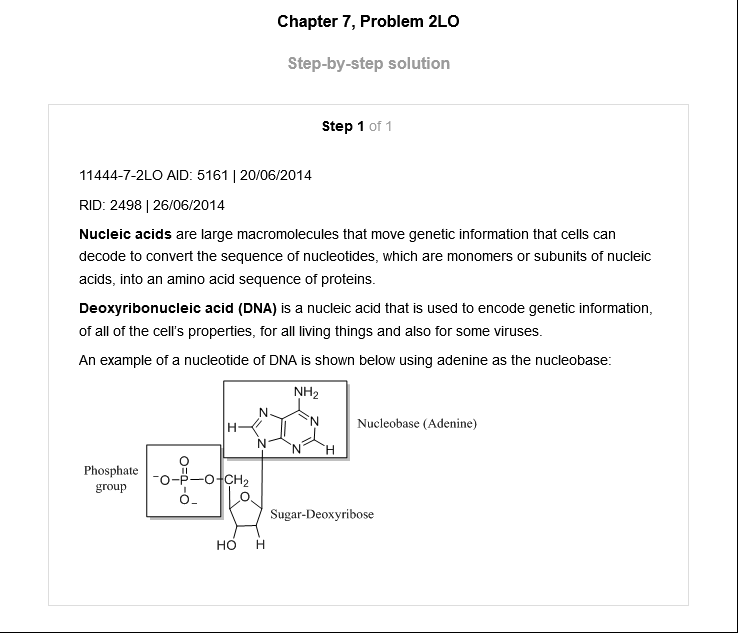 Chapter 7, Problem 2LO
Step-by-step solution
Step 1 of 1
11444-7-2LO AID: 5161 | 20/06/2014
RID: 2498 | 26/06/2014
Nucleic acids are large macromolecules that move genetic information that cells can
decode to convert the sequence of nucleotides, which are monomers or subunits of nucleic
acids, into an amino acid sequence of proteins.
Deoxyribonucleic acid (DNA) is a nucleic acid that is used to encode genetic information,
of all of the cell's properties, for all living things and also for some viruses.
An example of a nucleotide of DNA is shown below using adenine as the nucleobase:
NH₂
N
N
H
N
N
H
Nucleobase (Adenine)
Phosphate
group
O
⁻O–P–O–CH₂
O₋
O
Sugar-Deoxyribose
HO H